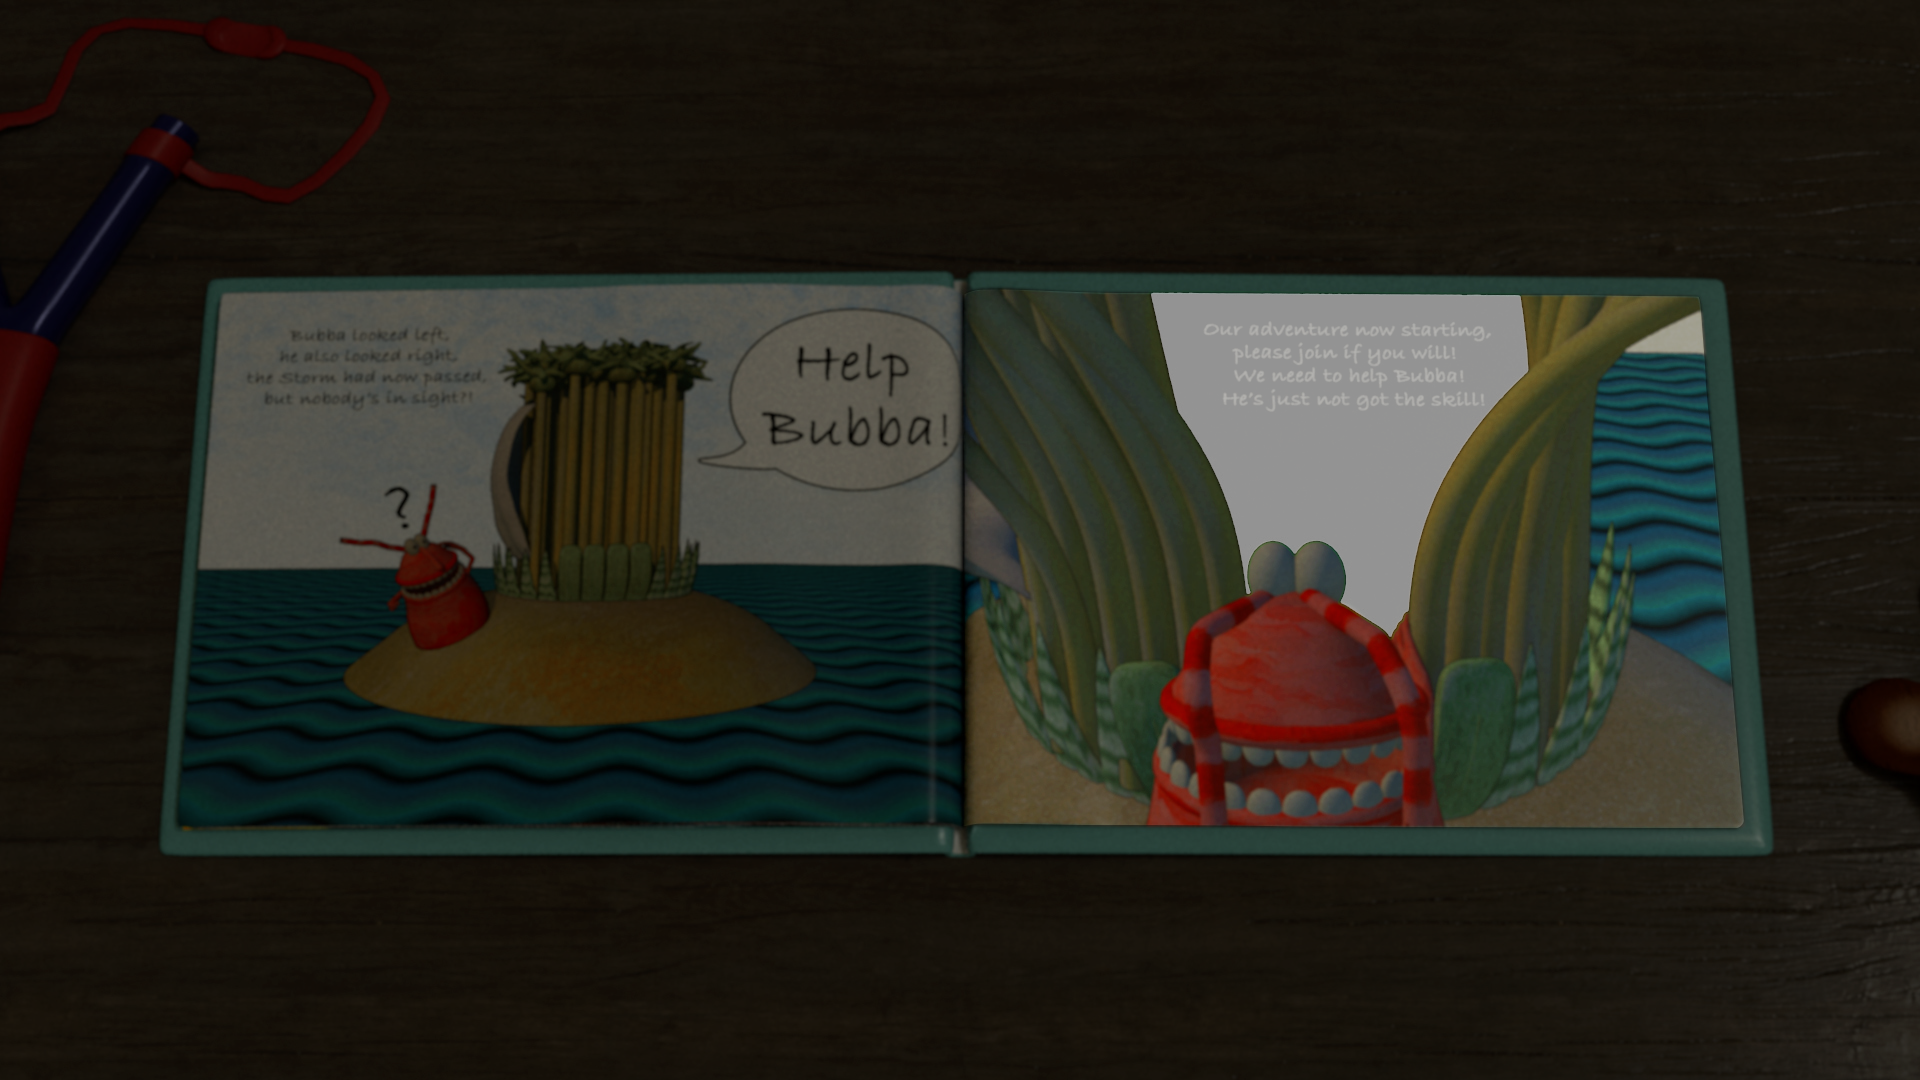 Bubba looked left,
he also looked right,
the Storm had now passed,
but nobody's in sight?!
?
Help
Bubba!
Our adventure now starting,
please join if you will!
We need to help Bubba!
He's just not got the skill!